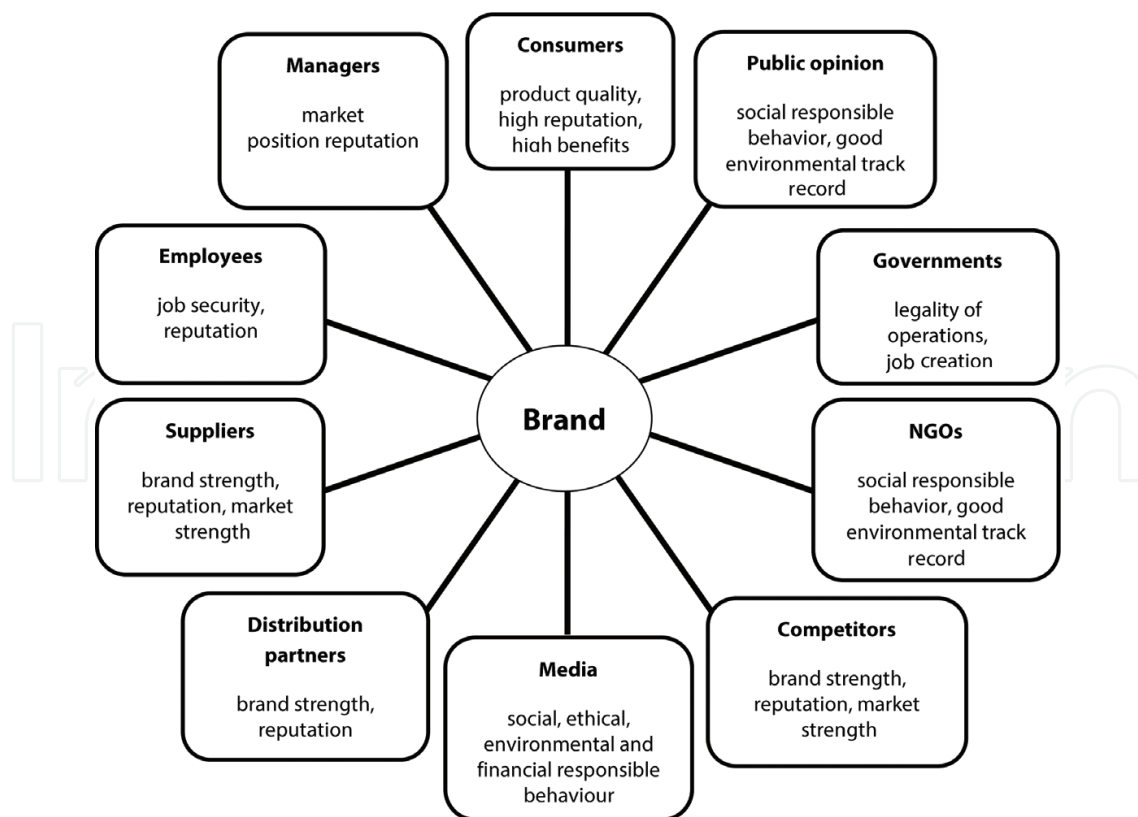 Consumers
product quality,
high reputation,
high benefits
Public opinion
social responsible
behavior, good
environmental track
record
Governments
legality of
operations,
job creation
NGOs
social responsible
behavior, good
environmental track
record
Competitors
brand strength,
reputation, market
strength
Media
social, ethical,
environmental and
financial responsible
behaviour
Distribution
partners
brand strength,
reputation
Suppliers
brand strength,
reputation, market
strength
Employees
job security,
reputation
Managers
market
position reputation
Brand